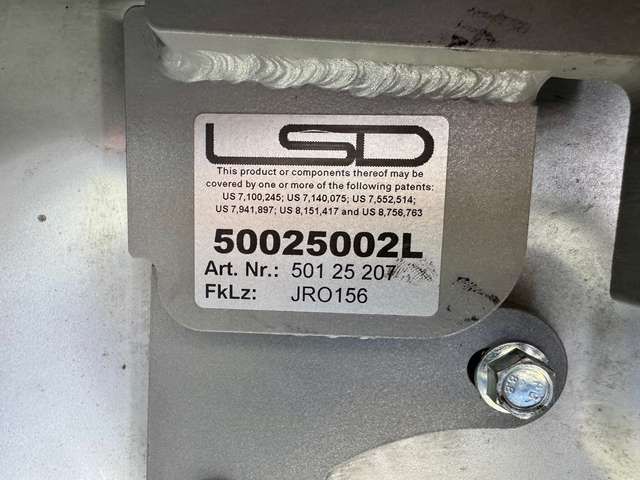 LSD
This product or components thereof may be
covered by one or more of the following patents:
US 7,100,245; US 7,140,075; US 7,552,514;
US 7,941,897; US 8,151,417 and US 8,756,763
50025002L
Art. Nr.: 501 25 207
FkLz: JRO156